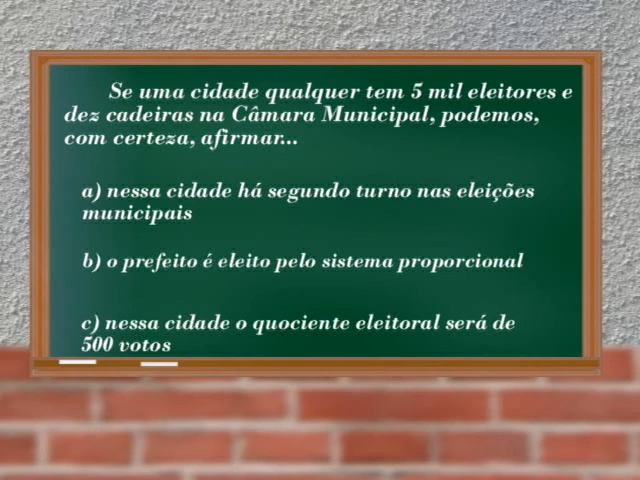 Se uma cidade qualquer tem 5 mil eleitores e
dez cadeiras na Câmara Municipal, podemos,
com certeza, afirmar...
a) nessa cidade há segundo turno nas eleições
municipais
b) o prefeito é eleito pelo sistema proporcional
c) nessa cidade o quociente eleitoral será de
500 votos